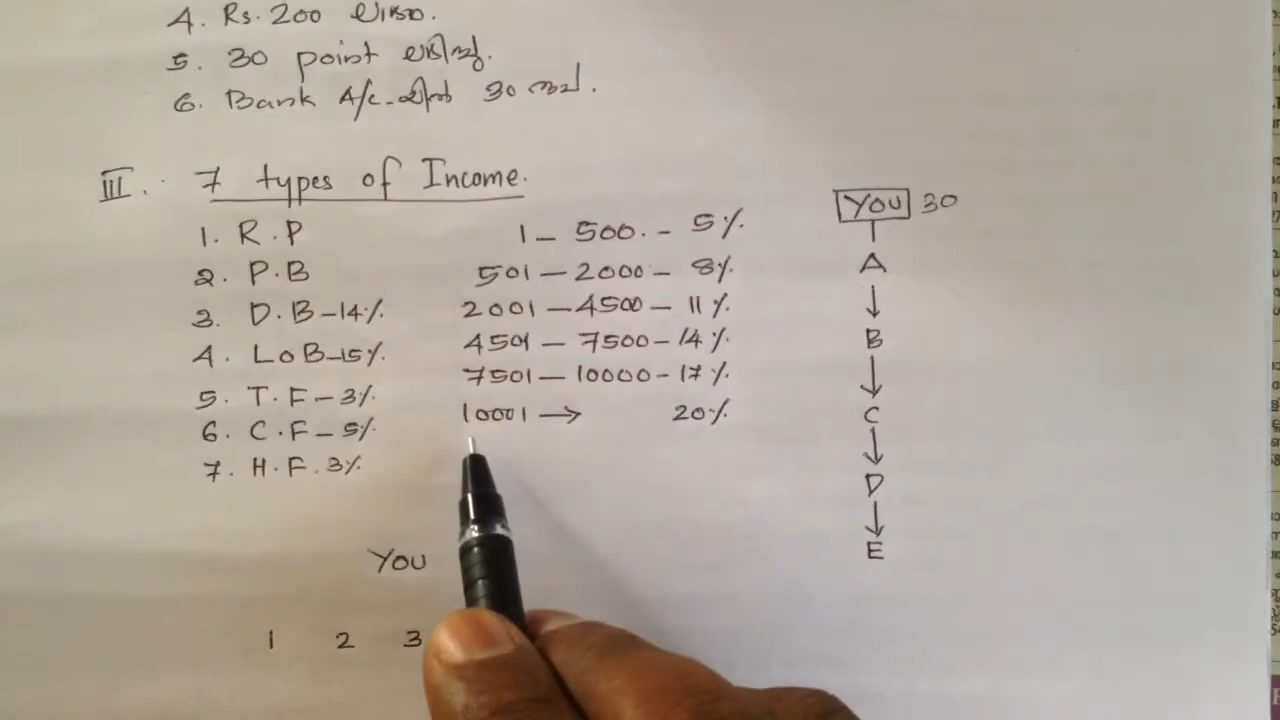 4. Rs. 200
5. 30 point ലഭിച്ചു.
6. Bank A/c-യിൽ 30 നു്.
III. 7 types of Income.
1. R.P
2. P.B
3. D.B-14%
4. LoB-15%
5. T.F-3%
6. C.F-5%
7. H.F. 3%
1 - 500. - 5%
501 - 2000 - 8%
2001 - 4500 - 11%
4501 - 7500 - 14%
7501 - 10000 - 17%
10001 → 20%
YOU 30
A
B
C
D
E
YOU
1 2 3